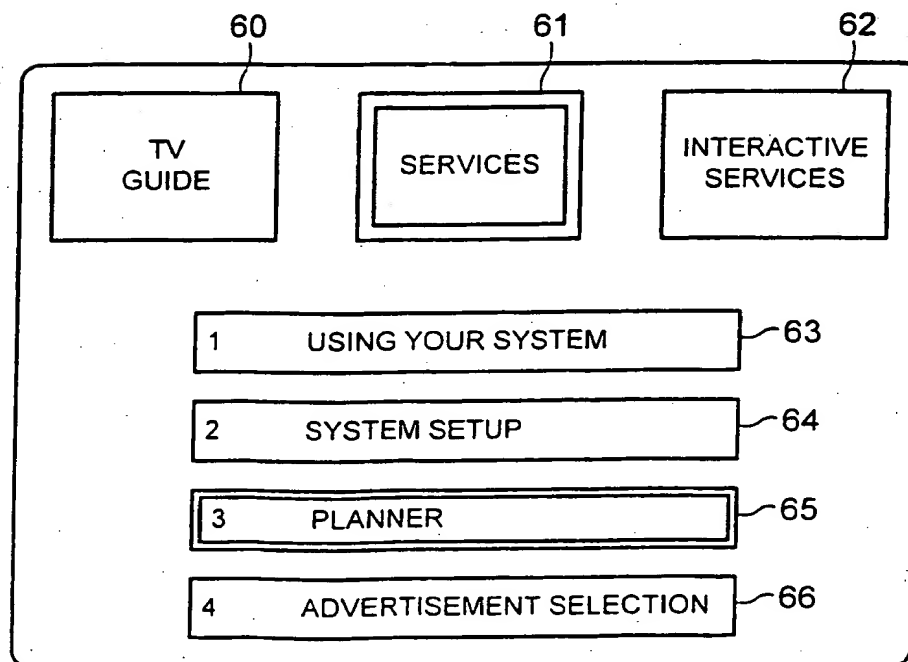 60 61 62
TV
GUIDE
SERVICES
INTERACTIVE
SERVICES
1 USING YOUR SYSTEM 63
2 SYSTEM SETUP 64
3 PLANNER 65
4 ADVERTISEMENT SELECTION 66